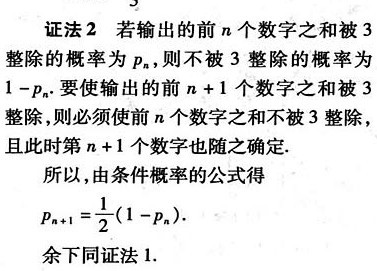 证法2 若输出的前 n 个数字之和被 3
整除的概率为 pₙ,则不被 3 整除的概率为
1-pₙ.要使输出的前 n+1 个数字之和被 3
整除,则必须使前 n 个数字之和不被 3 整除,
且此时第 n+1 个数字也随之确定.
所以,由条件概率的公式得
pₙ₊₁=\frac{1}{2}(1-pₙ).
余下同证法 1.